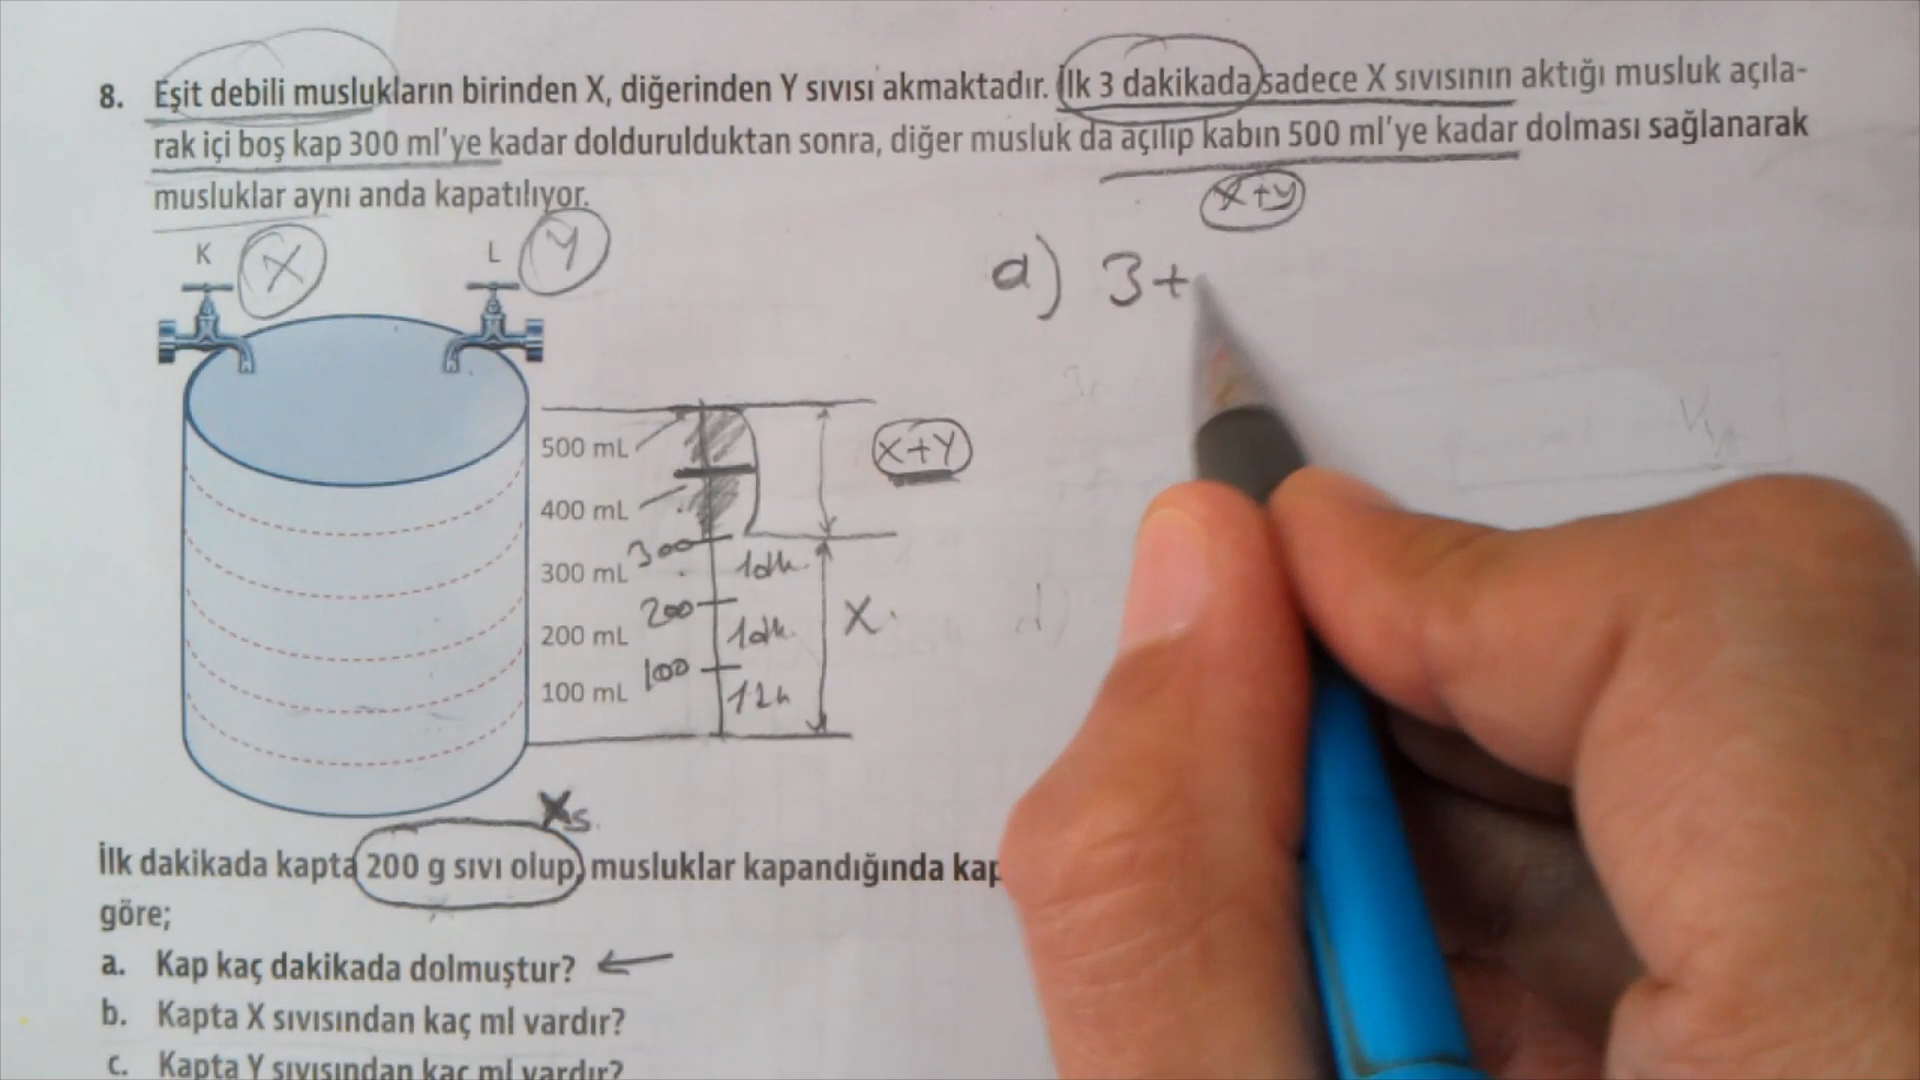 8. Eşit debili muslukların birinden X, diğerinden Y sıvısı akmaktadır. İlk 3 dakikada sadece X sıvısının aktığı musluk açıla-
rak içi boş kap 300 ml'ye kadar doldurulduktan sonra, diğer musluk da açılıp kabın 500 ml'ye kadar dolması sağlanarak
musluklar aynı anda kapatılıyor.
X+Y
K X L Y
a) 3+
500 mL
X+Y
400 mL
300 mL 300 1dk.
200 mL 200 1dk. X.
100 mL 100
Xs.
İlk dakikada kapta 200 g sıvı olup, musluklar kapandığında
göre;
a. Kap kaç dakikada dolmuştur?
b. Kapta X sıvısından kaç ml vardır?
c. Kapta Y sıvısından kaç ml vardır?